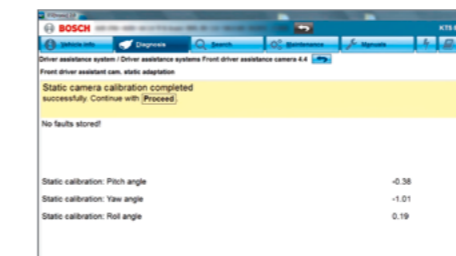 BOSCH
KTS
Vehicle info Diagnosis Search Maintenance Manuals
Driver assistance system / Driver assistance systems Front driver assistance camera 4.4
Front driver assistant cam. static adaptation
Static camera calibration completed
successfully. Continue with Proceed.
No faults stored!
Static calibration: Pitch angle -0.38
Static calibration: Yaw angle -1.01
Static calibration: Roll angle 0.19